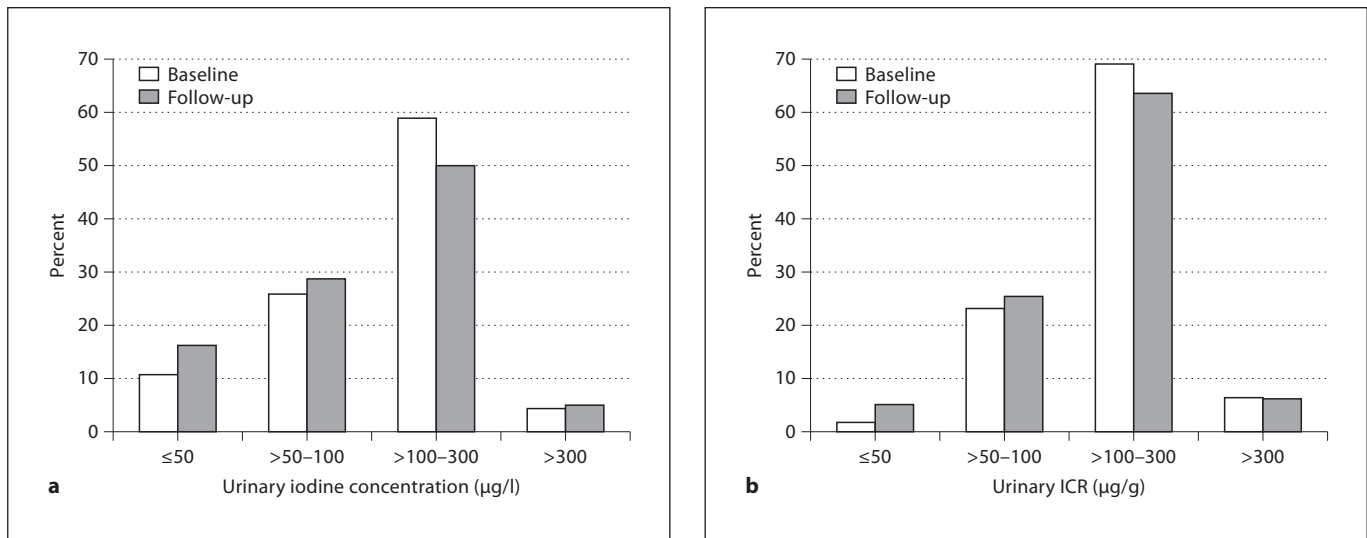 70
60
50
40
30
20
10
0
Percent
Baseline
Follow-up
≤50
>50–100
>100–300
>300
Urinary iodine concentration (µg/l)
a
70
60
50
40
30
20
10
0
Percent
Baseline
Follow-up
≤50
>50–100
>100–300
>300
Urinary ICR (µg/g)
b